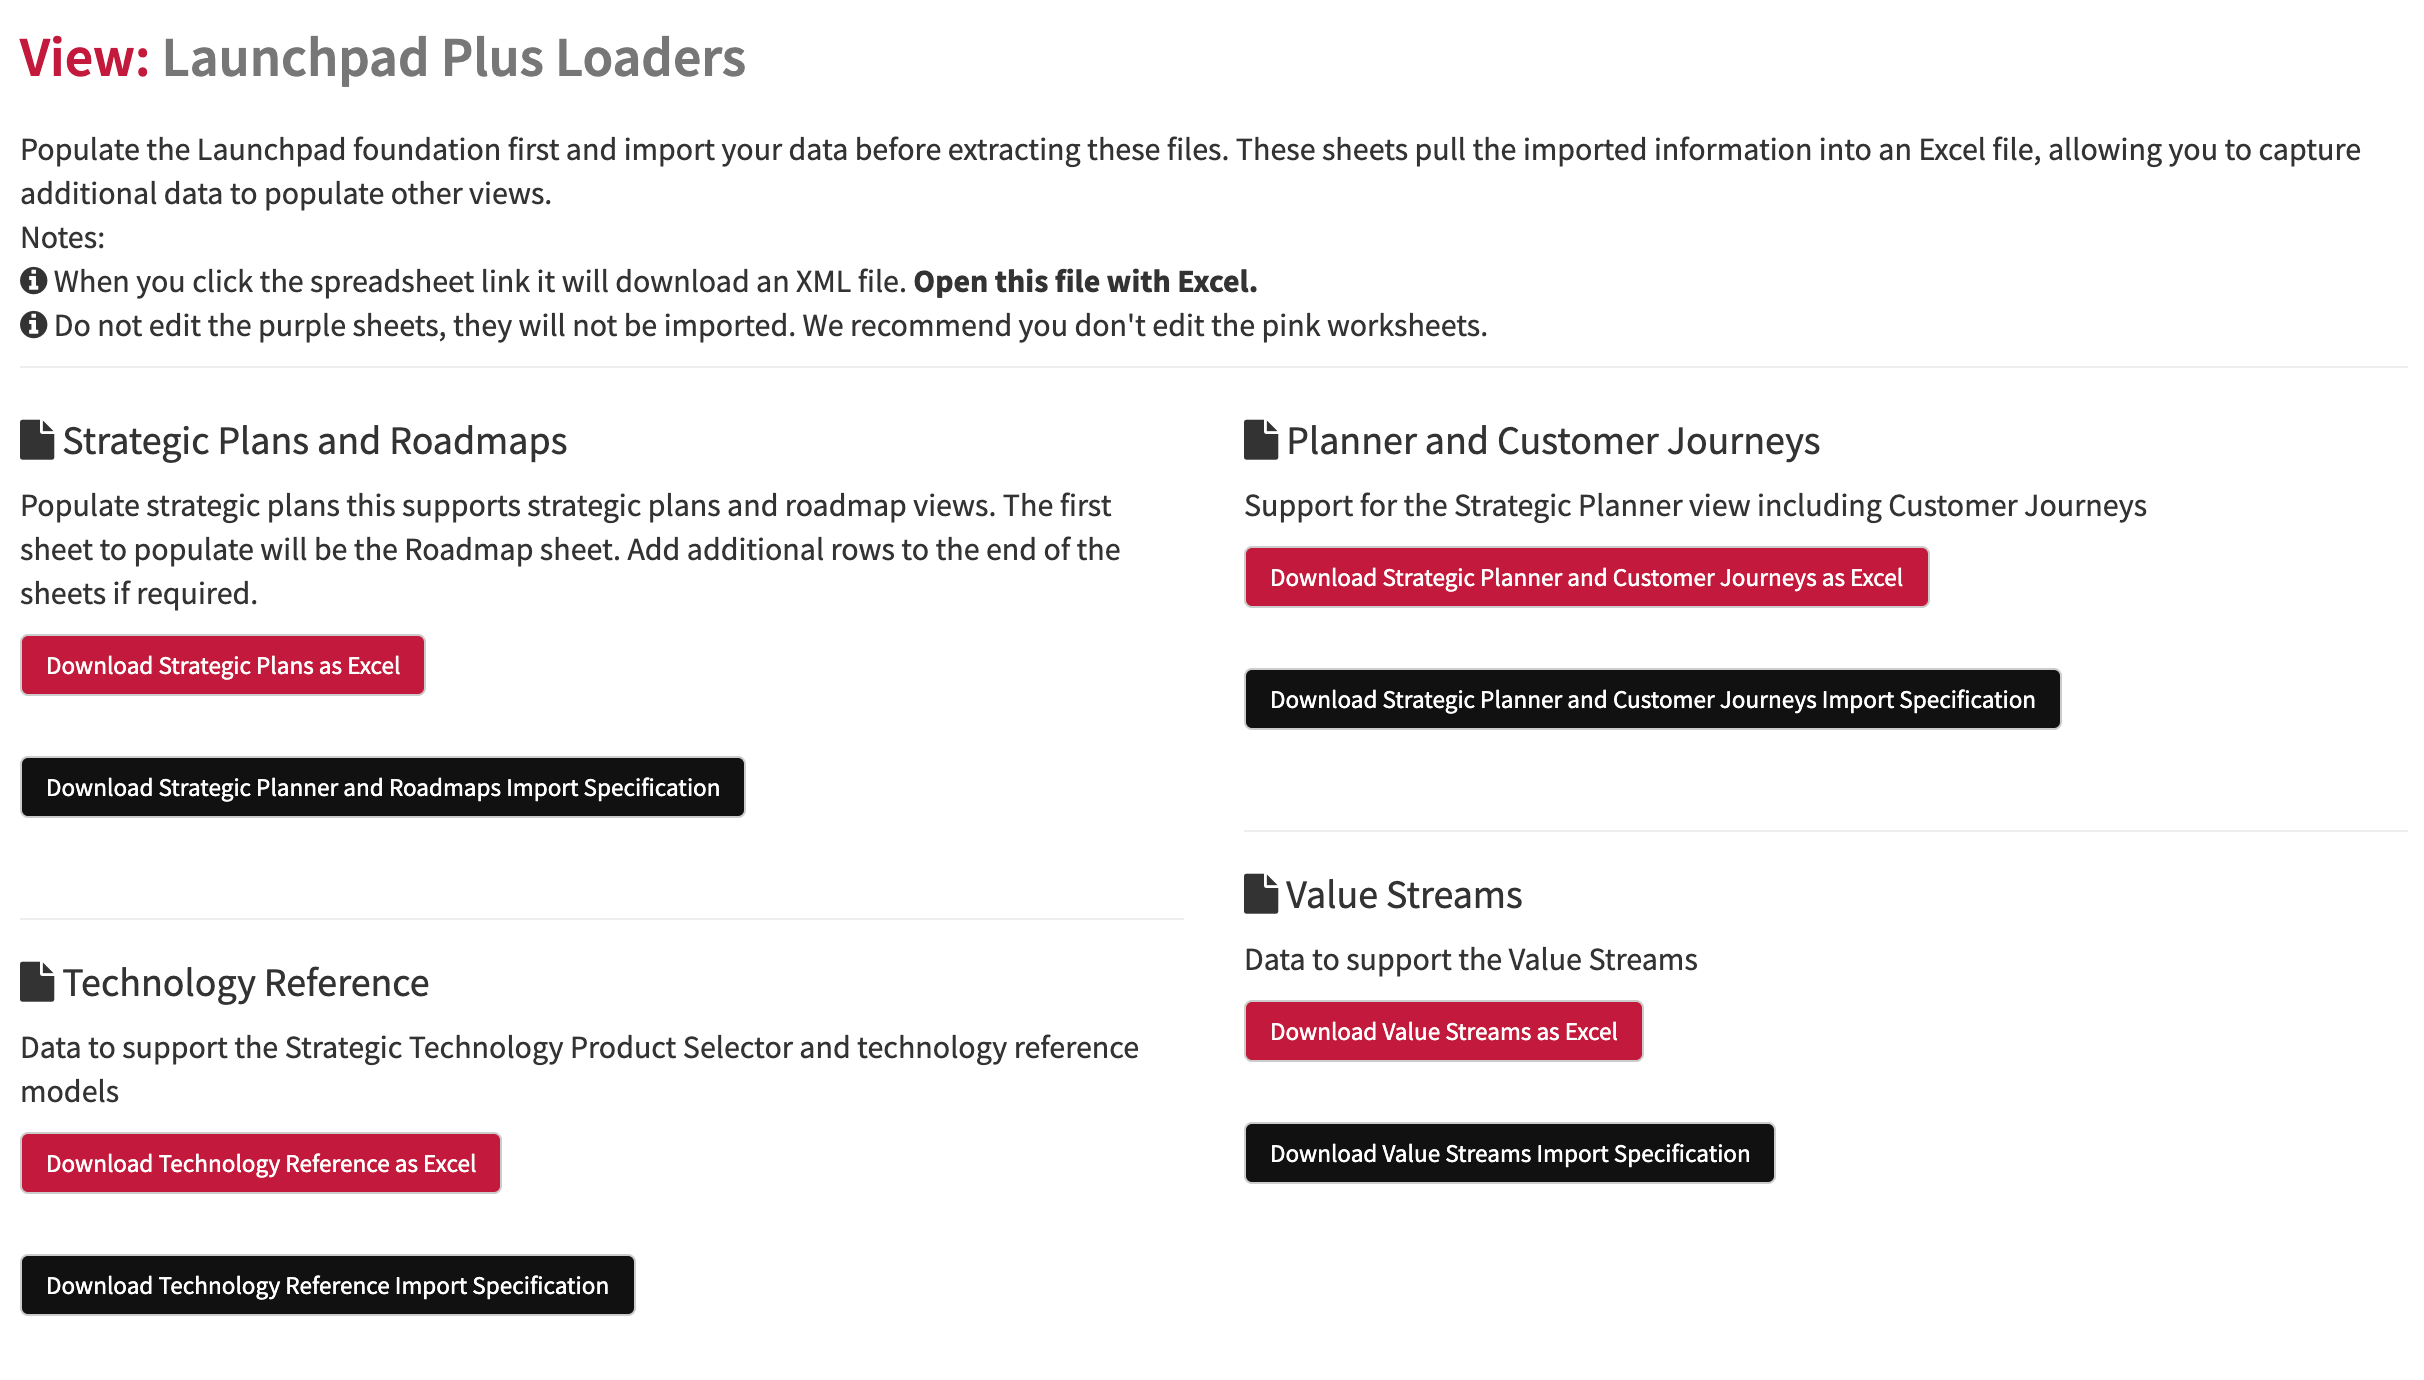 View: Launchpad Plus Loaders
Populate the Launchpad foundation first and import your data before extracting these files. These sheets pull the imported information into an Excel file, allowing you to capture
additional data to populate other views.
Notes:
When you click the spreadsheet link it will download an XML file. Open this file with Excel.
Do not edit the purple sheets, they will not be imported. We recommend you don't edit the pink worksheets.
Strategic Plans and Roadmaps
Populate strategic plans this supports strategic plans and roadmap views. The first
sheet to populate will be the Roadmap sheet. Add additional rows to the end of the
sheets if required.
Download Strategic Plans as Excel
Download Strategic Planner and Roadmaps Import Specification
Technology Reference
Data to support the Strategic Technology Product Selector and technology reference
models
Download Technology Reference as Excel
Download Technology Reference Import Specification
Planner and Customer Journeys
Support for the Strategic Planner view including Customer Journeys
Download Strategic Planner and Customer Journeys as Excel
Download Strategic Planner and Customer Journeys Import Specification
Value Streams
Data to support the Value Streams
Download Value Streams as Excel
Download Value Streams Import Specification